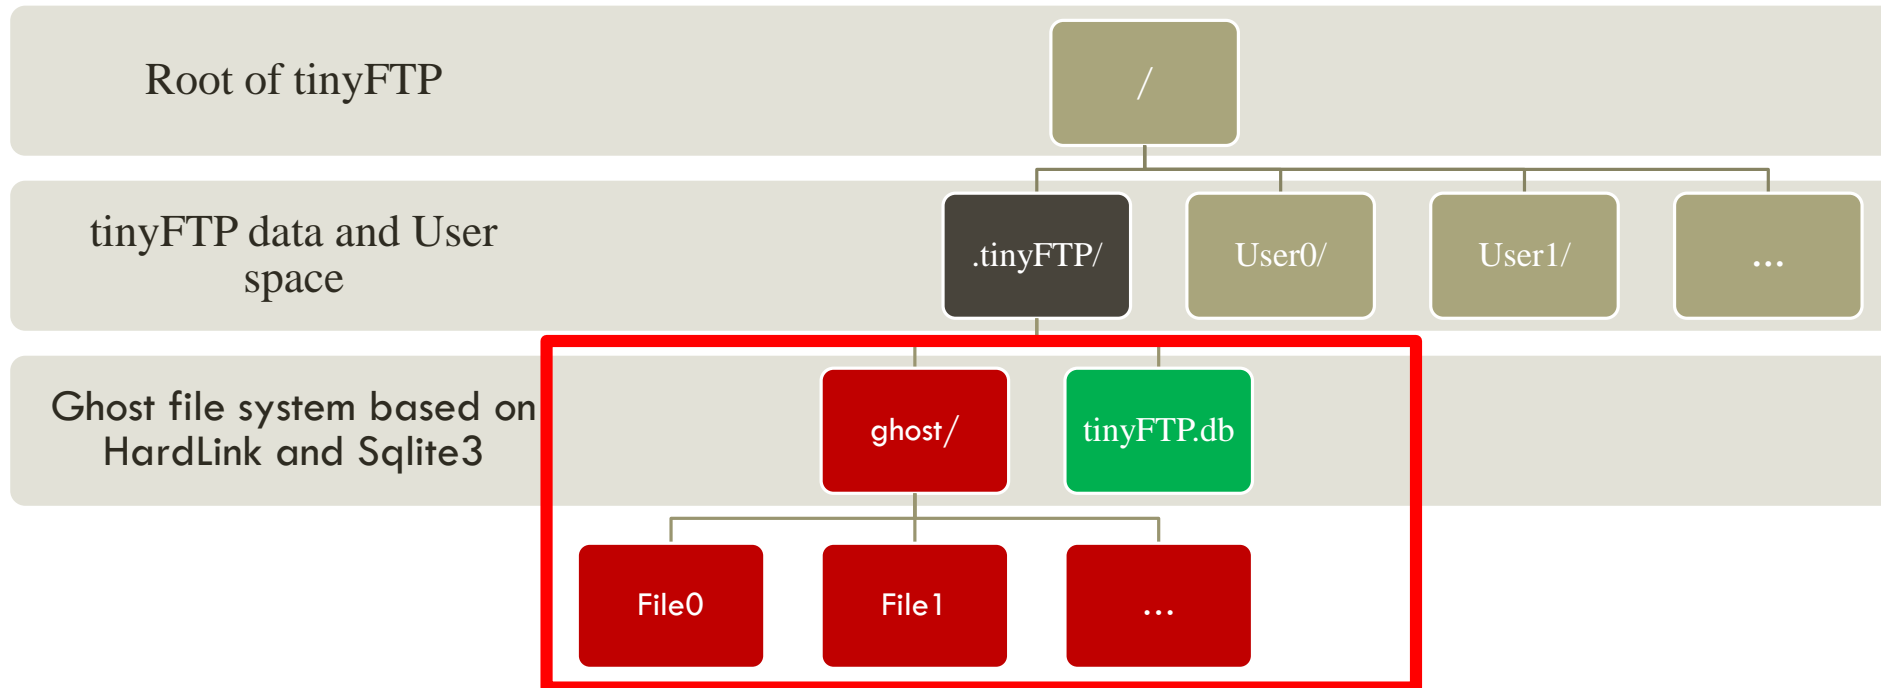 Root of tinyFTP
/
tinyFTP data and User
space
.tinyFTP/
User0/
User1/
...
Ghost file system based on
HardLink and Sqlite3
ghost/
tinyFTP.db
File0
File1
...